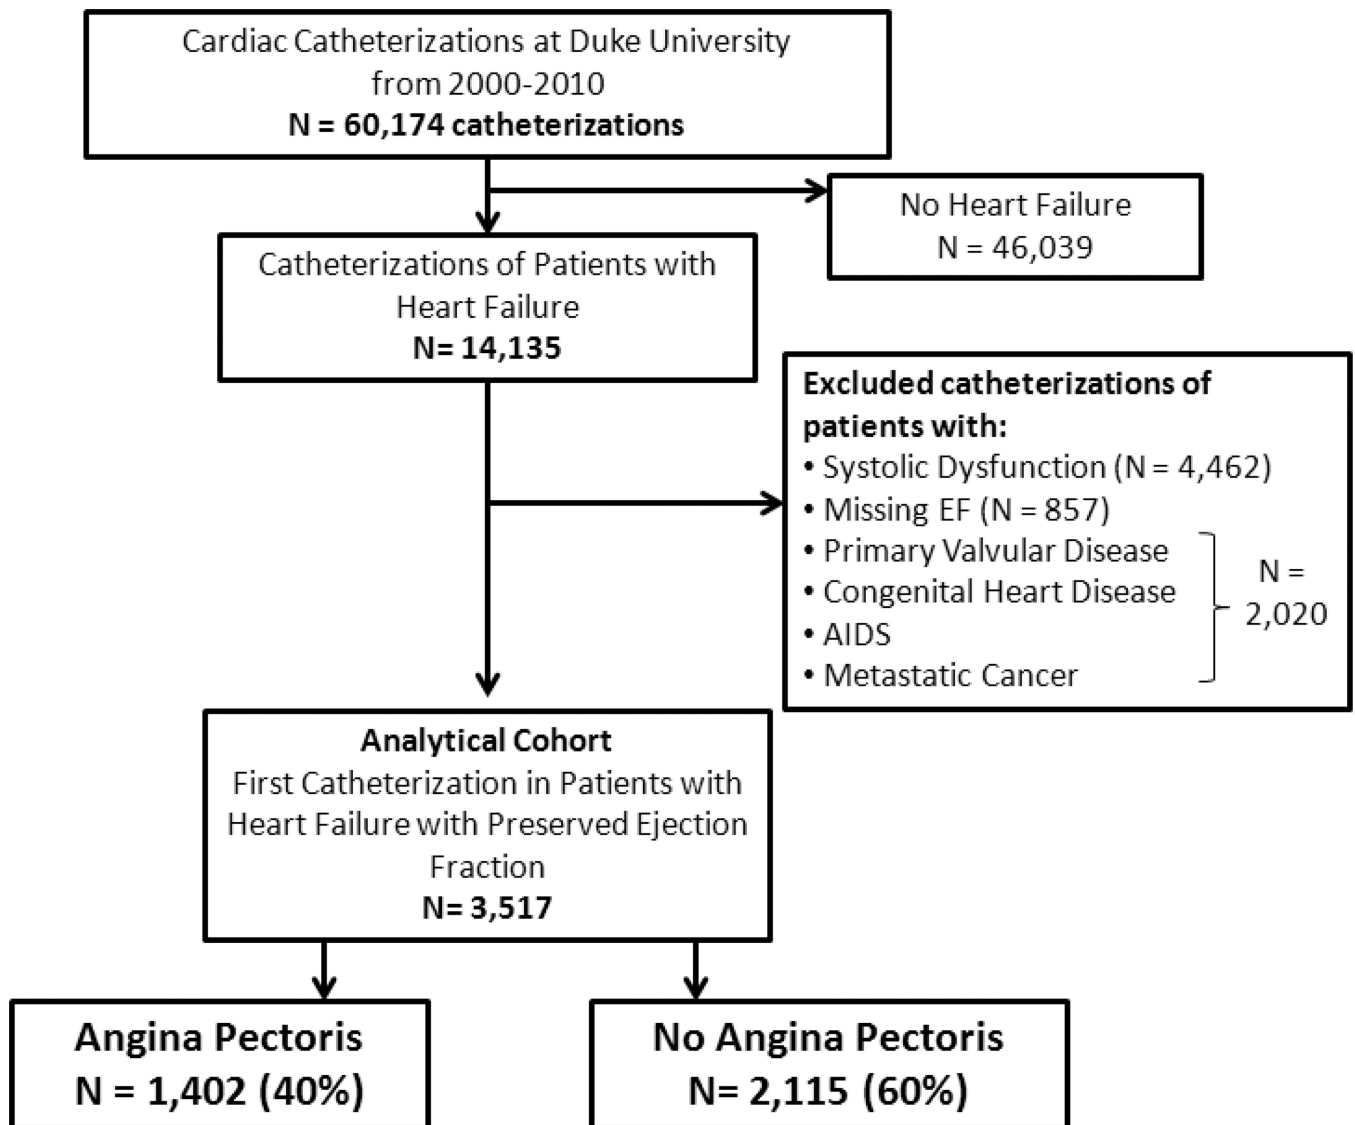 Cardiac Catheterizations at Duke University
from 2000-2010
N = 60,174 catheterizations
No Heart Failure
N = 46,039
Catheterizations of Patients with
Heart Failure
N= 14,135
Excluded catheterizations of
patients with:
• Systolic Dysfunction (N = 4,462)
• Missing EF (N = 857)
• Primary Valvular Disease
• Congenital Heart Disease
• AIDS
• Metastatic Cancer
N =
2,020
Analytical Cohort
First Catheterization in Patients with
Heart Failure with Preserved Ejection
Fraction
N= 3,517
Angina Pectoris
N = 1,402 (40%)
No Angina Pectoris
N= 2,115 (60%)